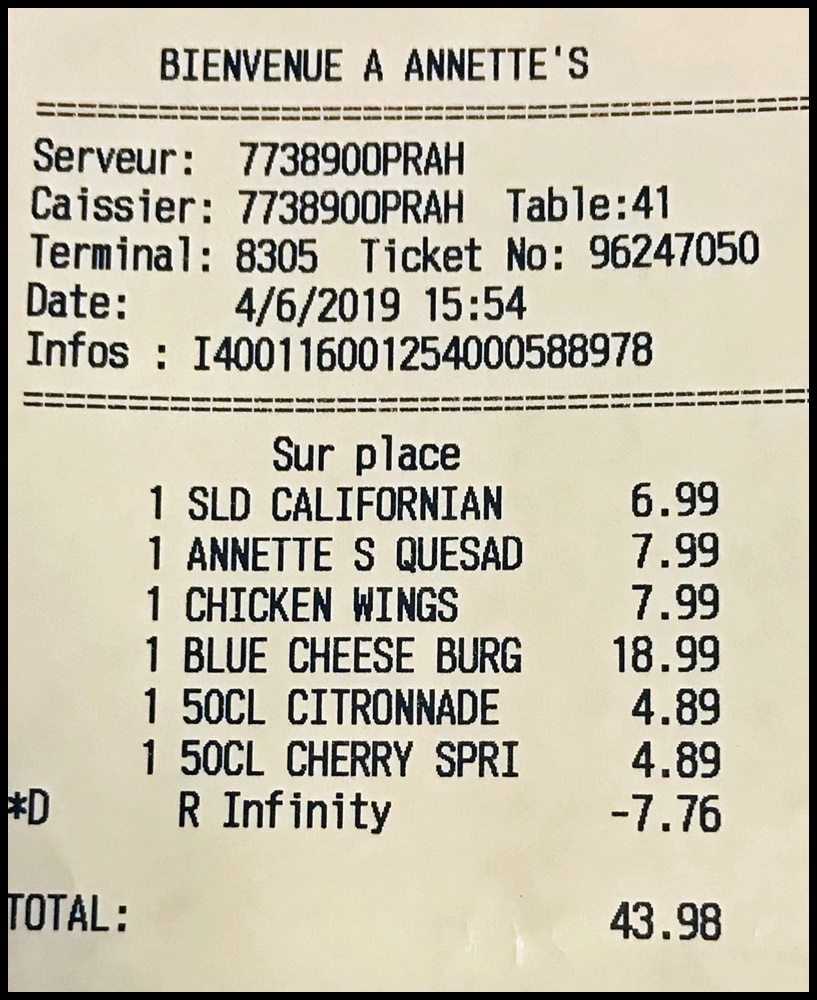 BIENVENUE A ANNETTE'S
========================================
Serveur: 7738900PRAH
Caissier: 7738900PRAH Table:41
Terminal: 8305 Ticket No: 96247050
Date: 4/6/2019 15:54
Infos : I4001160012540005889​78
========================================
Sur place
1 SLD CALIFORNIAN 6.99
1 ANNETTE S QUESAD 7.99
1 CHICKEN WINGS 7.99
1 BLUE CHEESE BURG 18.99
1 50CL CITRONNADE 4.89
1 50CL CHERRY SPRI 4.89
*D R Infinity -7.76
TOTAL: 43.98